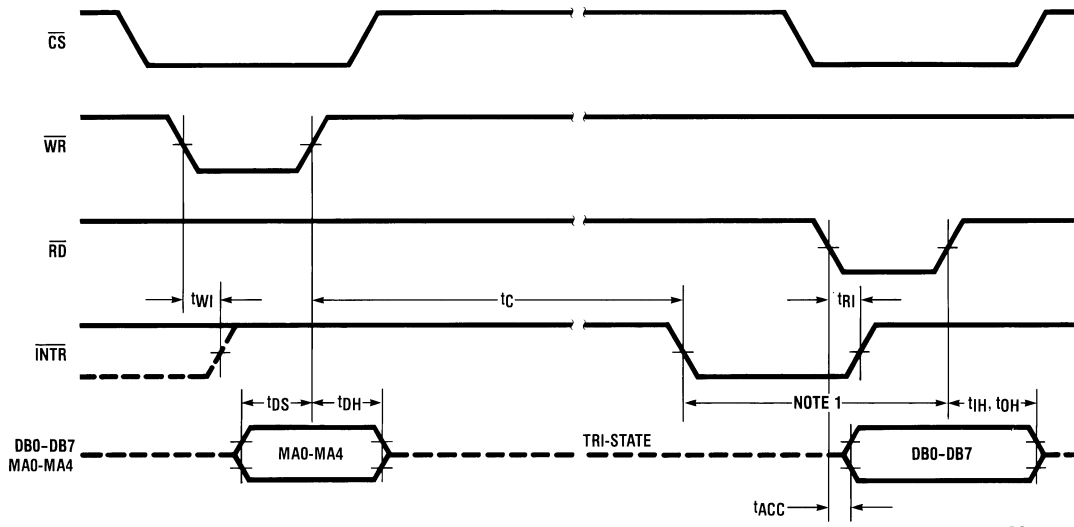 CS
WR
RD
tWI
tC
tRI
INTR
tDS
tDH
NOTE 1
tIH, tOH
DB0-DB7
MA0-MA4
MA0-MA4
TRI-STATE
DB0-DB7
tACC